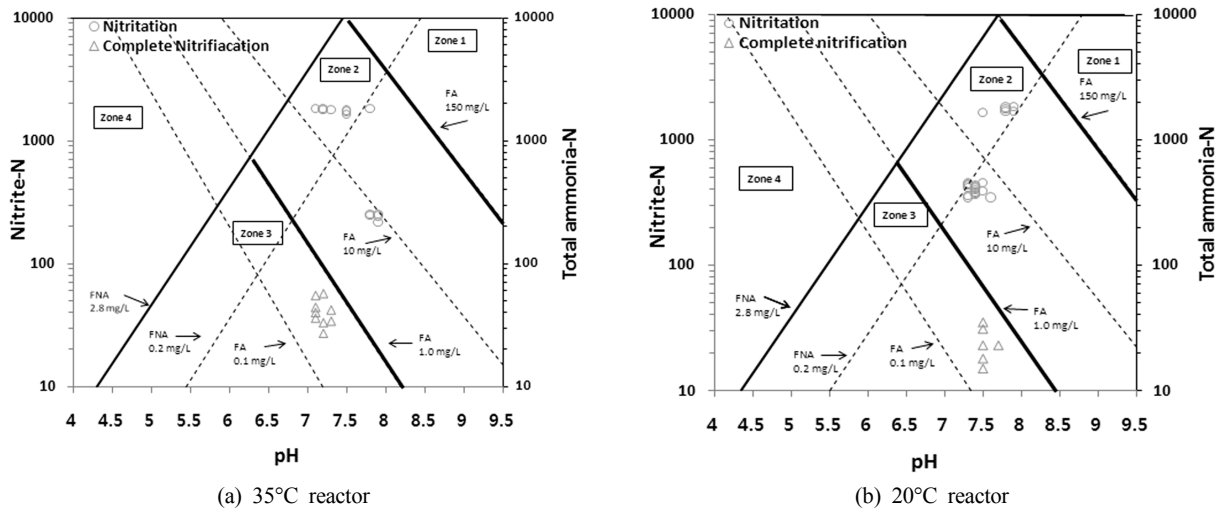 10000
1000
100
10
Nitrite-N
Nitritation
Complete Nitrifiacation
Zone 1
Zone 2
Zone 3
Zone 4
FA
150 mg/L
FA
10 mg/L
FA
1.0 mg/L
FA
0.1 mg/L
FNA
2.8 mg/L
FNA
0.2 mg/L
10000
1000
100
10
Total ammonia-N
4 4.5 5 5.5 6 6.5 7 7.5 8 8.5 9 9.5
pH
(a) 35°C reactor
10000
1000
100
10
Nitrite-N
Nitritation
Complete nitrification
Zone 1
Zone 2
Zone 3
Zone 4
FA
150 mg/L
FA
10 mg/L
FA
1.0 mg/L
FA
0.1 mg/L
FNA
2.8 mg/L
FNA
0.2 mg/L
10000
1000
100
10
Total ammonia-N
4 4.5 5 5.5 6 6.5 7 7.5 8 8.5 9 9.5
pH
(b) 20°C reactor